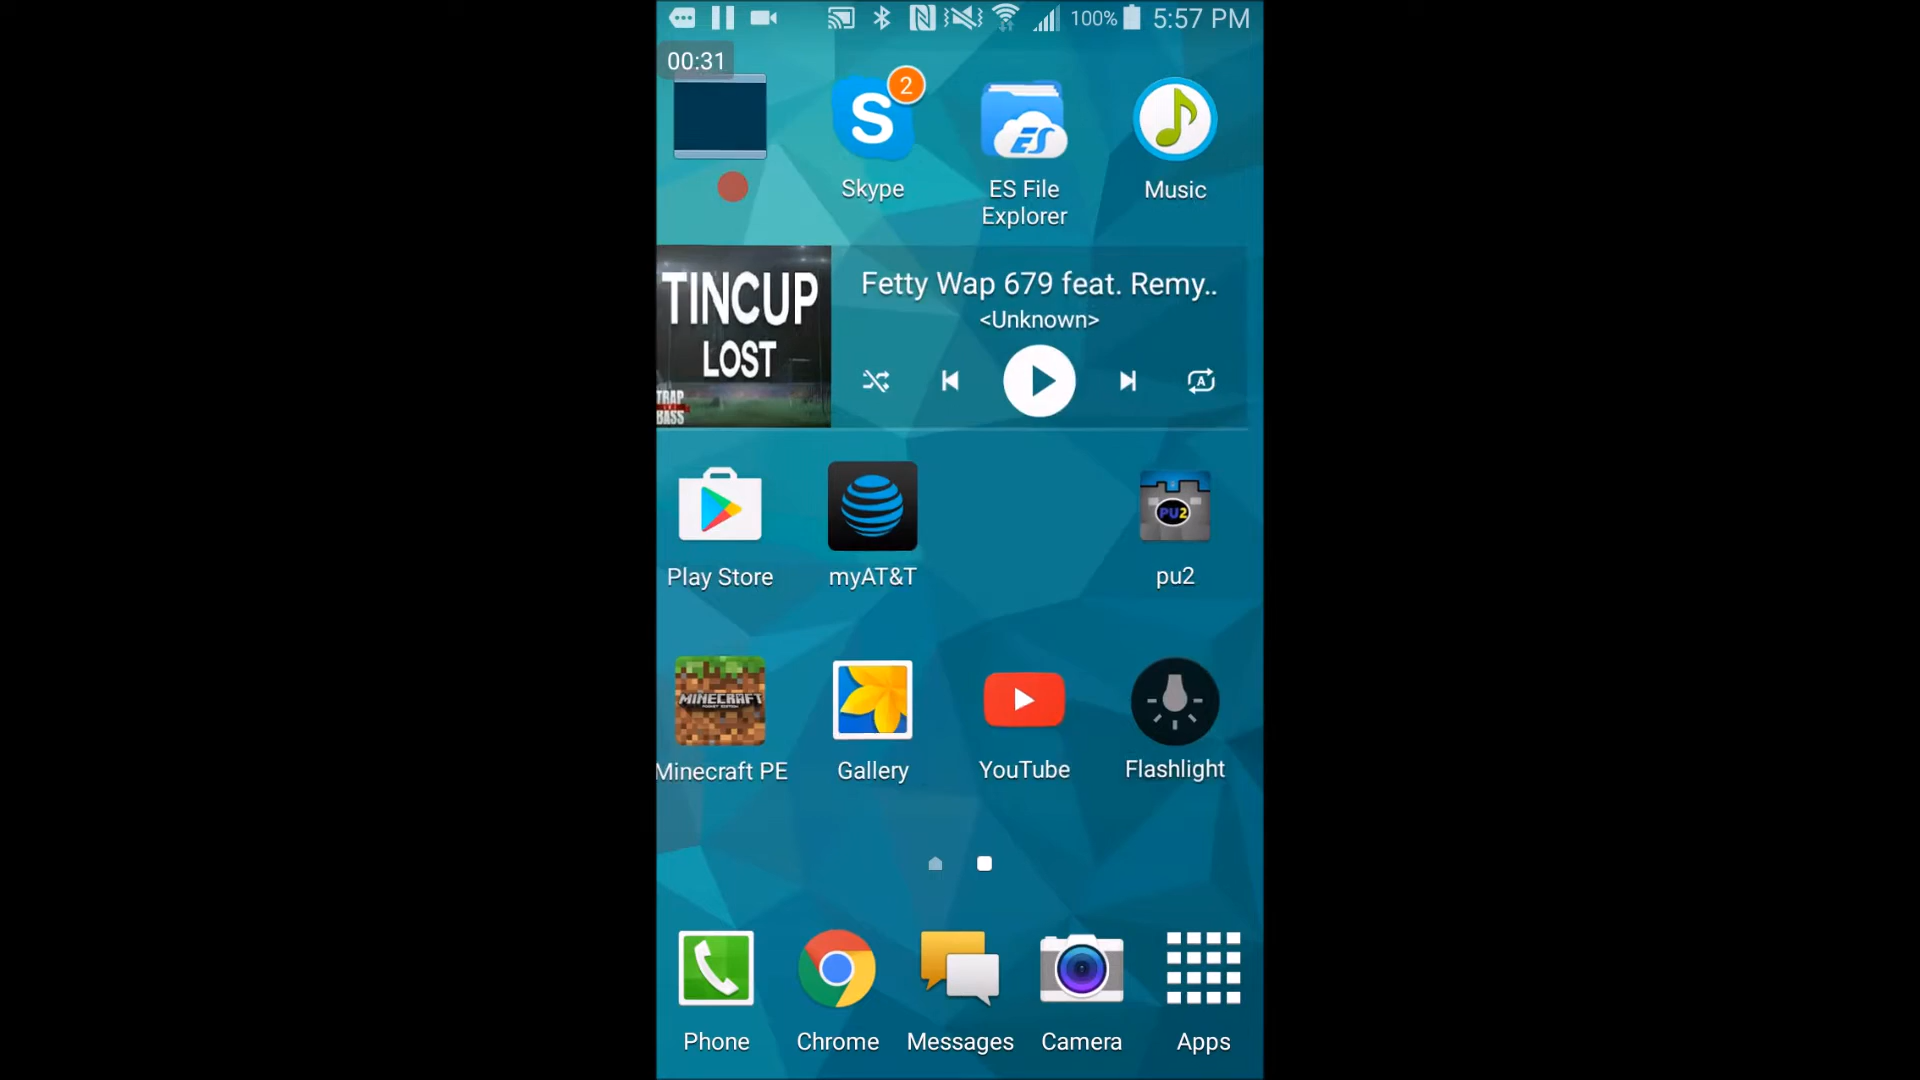 100%
5:57 PM
00:31
2
S
Skype
ES
ES File
Explorer
Music
TINCUP
LOST
TRAP
BASS
Fetty Wap 679 feat. Remy..
<Unknown>
A
Play Store
myAT&T
PU2
pu2
MINECRAFT
Minecraft PE
Gallery
YouTube
Flashlight
Phone
Chrome
Messages
Camera
Apps